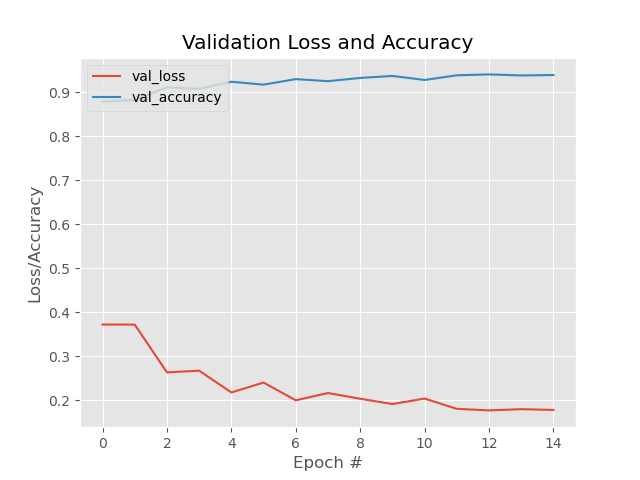 Validation Loss and Accuracy
val_loss
val_accuracy
0.9
0.8
0.7
0.6
0.5
0.4
0.3
0.2
Loss/Accuracy
0 2 4 6 8 10 12 14
Epoch #